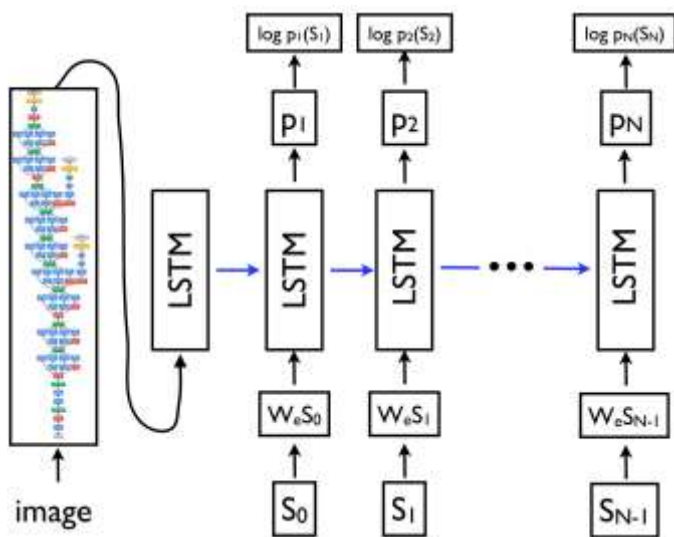 log p₁(S₁) log p₂(S₂) log pN(SN)
p₁ p₂ pN
LSTM LSTM LSTM LSTM
WₑS₀ WₑS₁ WₑSN-1
image S₀ S₁ SN-1